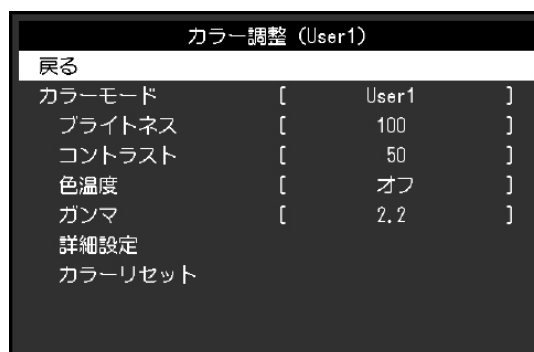 カラー調整 (User1)
戻る
カラーモード [ User1 ]
ブライトネス [ 100 ]
コントラスト [ 50 ]
色温度 [ オフ ]
ガンマ [ 2.2 ]
詳細設定
カラーリセット